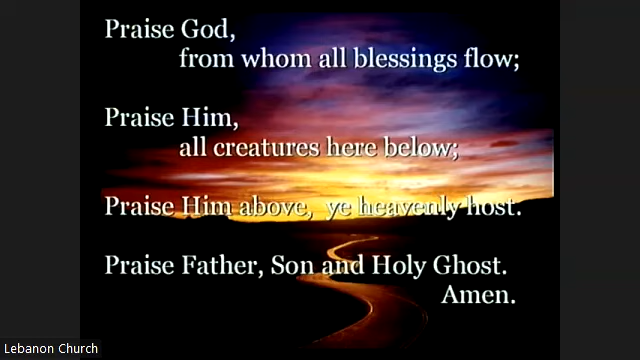 Praise God,
from whom all blessings flow;
Praise Him,
all creatures here below;
Praise Him above, ye heavenly host.
Praise Father, Son and Holy Ghost.
Amen.
Lebanon Church